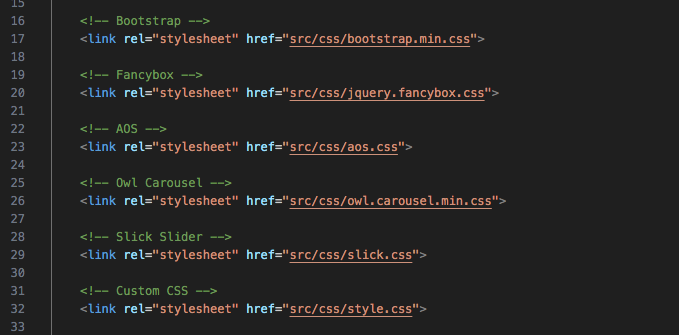 15
16 <!-- Bootstrap -->
17 <link rel="stylesheet" href="src/css/bootstrap.min.css">
18
19 <!-- Fancybox -->
20 <link rel="stylesheet" href="src/css/jquery.fancybox.css">
21
22 <!-- AOS -->
23 <link rel="stylesheet" href="src/css/aos.css">
24
25 <!-- Owl Carousel -->
26 <link rel="stylesheet" href="src/css/owl.carousel.min.css">
27
28 <!-- Slick Slider -->
29 <link rel="stylesheet" href="src/css/slick.css">
30
31 <!-- Custom CSS -->
32 <link rel="stylesheet" href="src/css/style.css">
33